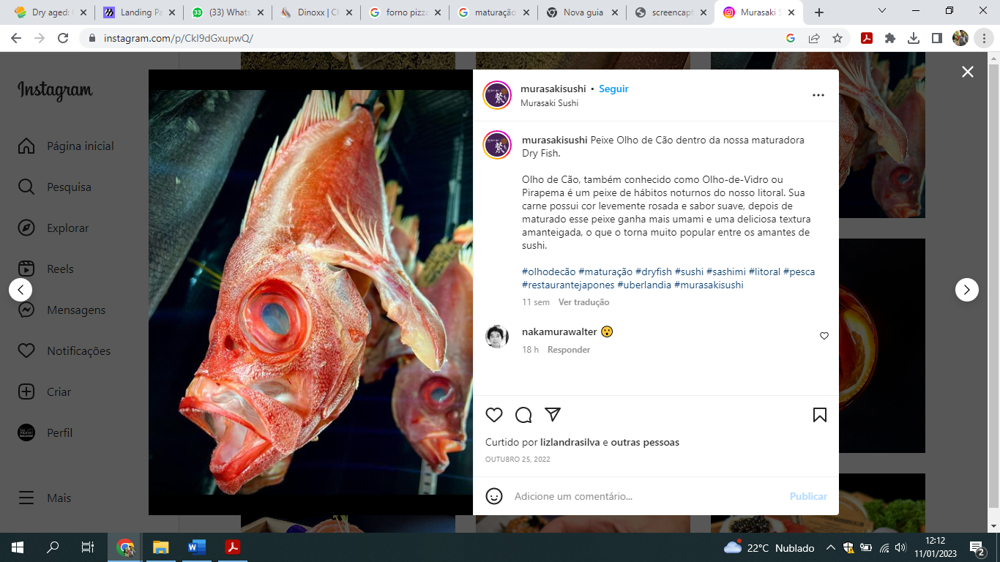 Dry aged:
Landing Pa
(33) Whats
Dinoxx | Cl
forno pizza
maturação
Nova guia
screencapt
Murasaki S
instagram.com/p/CkI9dGxupwQ/
Instagram
Página inicial
Pesquisa
Explorar
Reels
Mensagens
Notificações
Criar
Perfil
Mais
murasakisushi • Seguir
Murasaki Sushi
murasakisushi Peixe Olho de Cão dentro da nossa maturadora
Dry Fish.
Olho de Cão, também conhecido como Olho-de-Vidro ou
Pirapema é um peixe de hábitos noturnos do nosso litoral. Sua
carne possui cor levemente rosada e sabor suave, depois de
maturado esse peixe ganha mais umami e uma deliciosa textura
amanteigada, o que o torna muito popular entre os amantes de
sushi.
#olhodecão #maturação #dryfish #sushi #sashimi #litoral #pesca
#restaurantejapones #uberlandia #murasakisushi
11 sem Ver tradução
nakamurawalter 😮
18 h Responder
Curtido por lizlandrasilva e outras pessoas
OUTUBRO 25, 2022
Adicione um comentário...
Publicar
22°C Nublado
12:12
11/01/2023
2